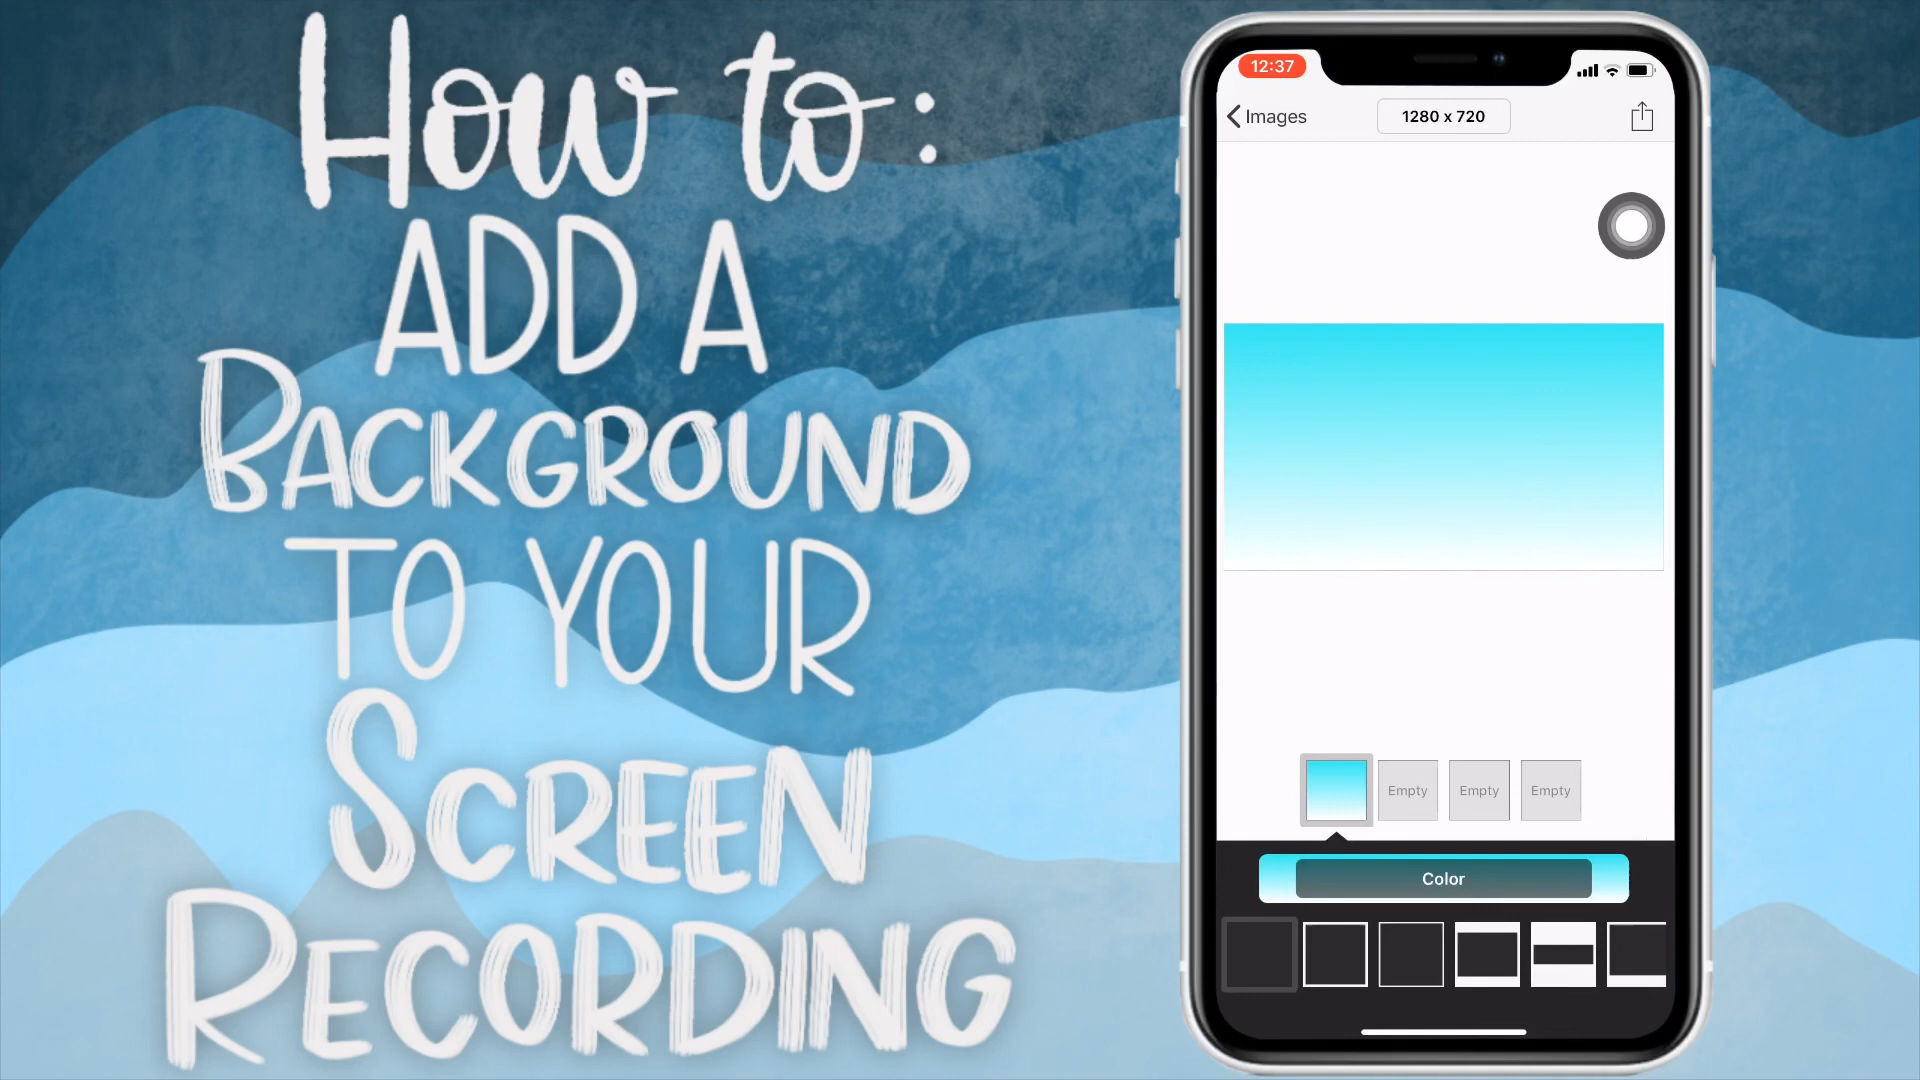 How to:
ADD A
BACKGROUND
TO YOUR
SCREEN
RECORDING
12:37
Images
1280 x 720
Empty
Empty
Empty
Color